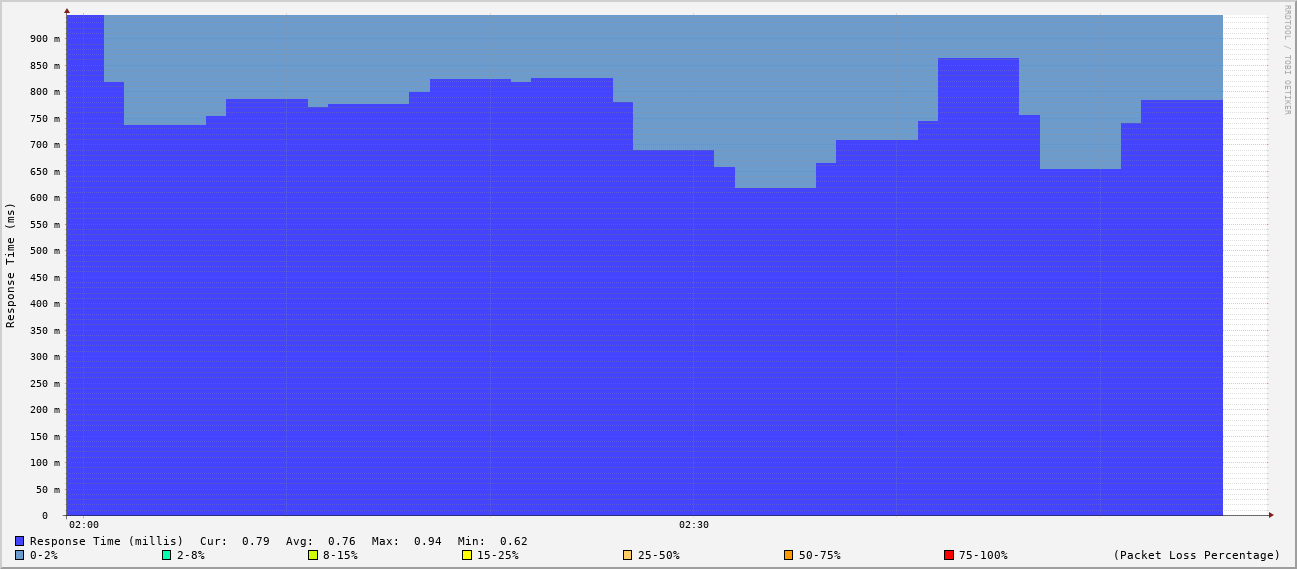 RRDTOOL / TOBI OETIKER
Response Time (ms)
900 m
850 m
800 m
750 m
700 m
650 m
600 m
550 m
500 m
450 m
400 m
350 m
300 m
250 m
200 m
150 m
100 m
50 m
0
02:00 02:30
Response Time (millis) Cur: 0.79 Avg: 0.76 Max: 0.94 Min: 0.62
0-2% 2-8% 8-15% 15-25% 25-50% 50-75% 75-100% (Packet Loss Percentage)